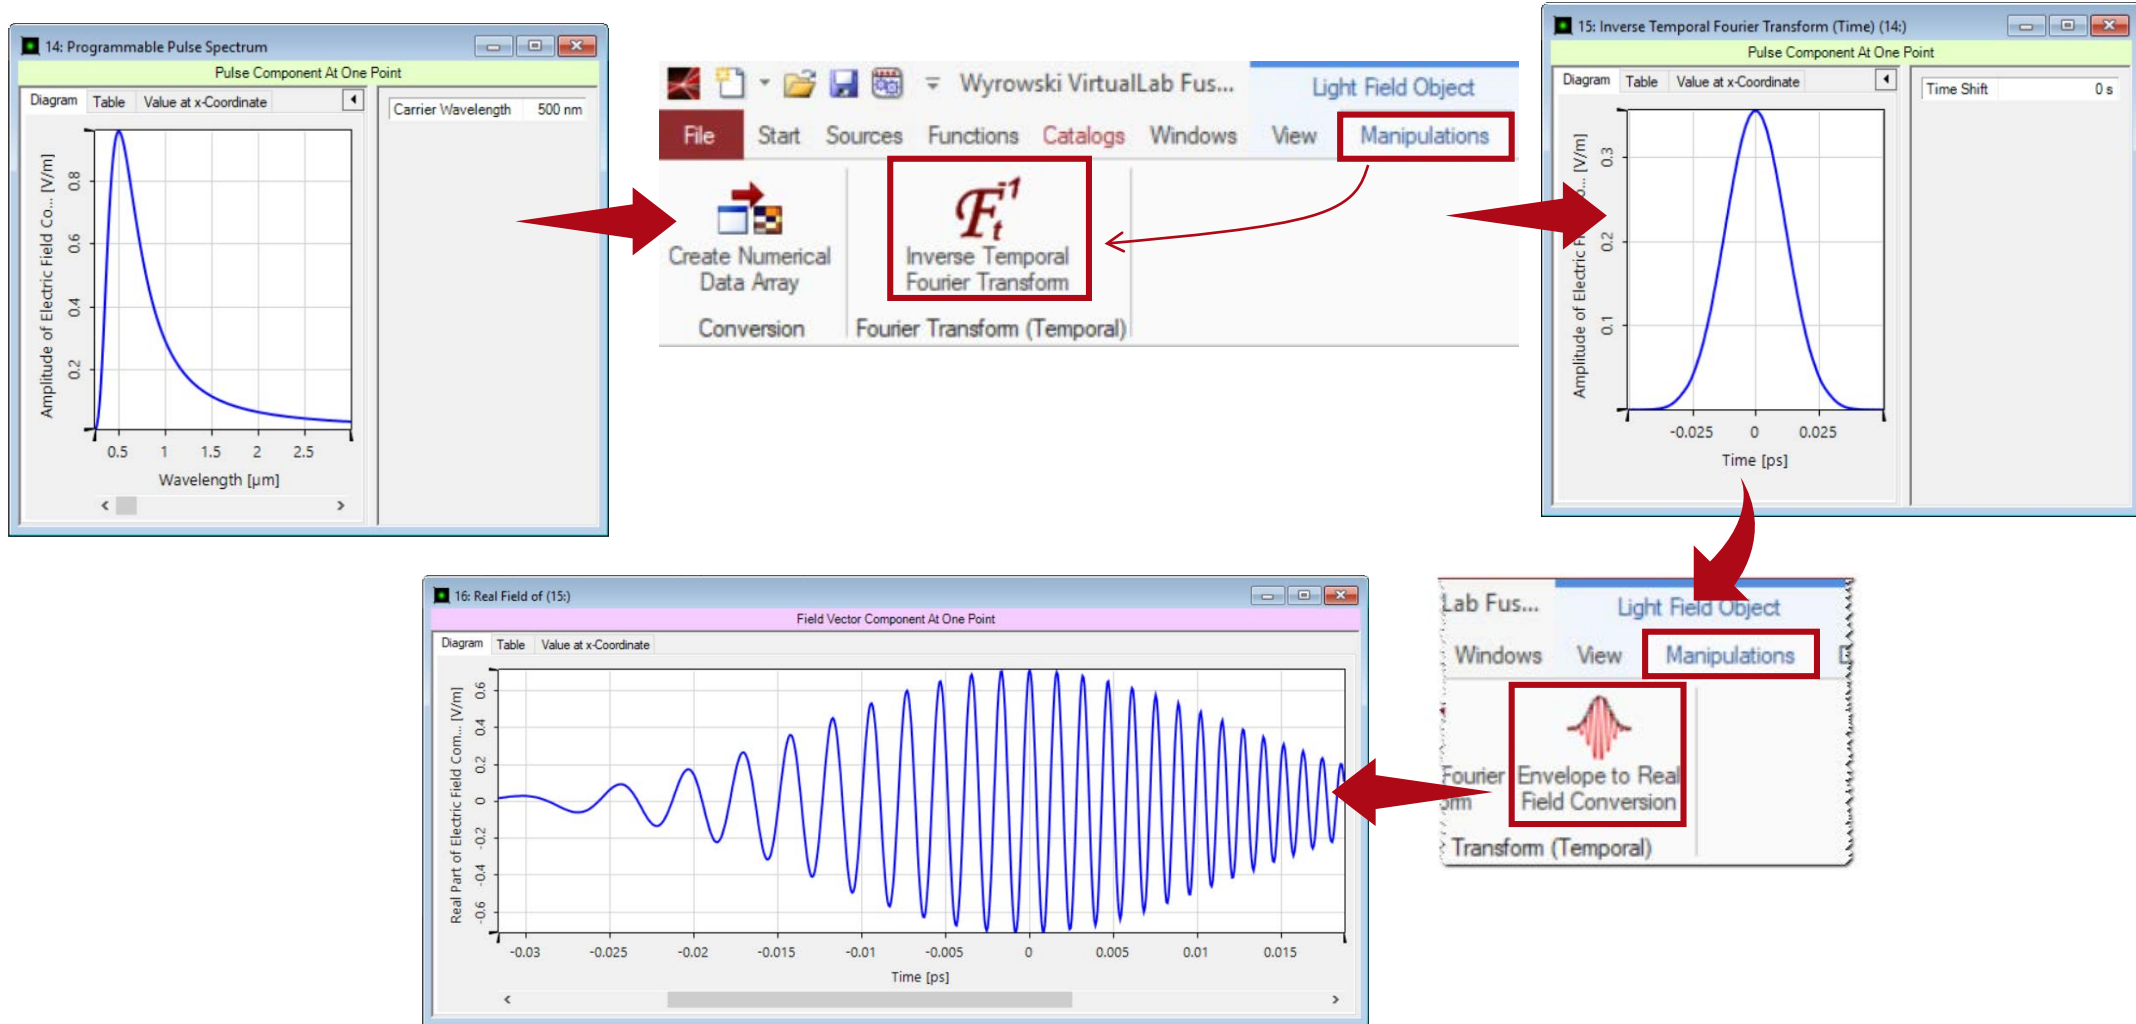 14: Programmable Pulse Spectrum
Pulse Component At One Point
Diagram Table Value at x-Coordinate
Carrier Wavelength 500 nm
Amplitude of Electric Field Co... [V/m]
0.8
0.6
0.4
0.2
0.5 1 1.5 2 2.5
Wavelength [µm]
Wyrowski VirtualLab Fus... Light Field Object
File Start Sources Functions Catalogs Windows View Manipulations
Create Numerical
Data Array
Conversion
ℱt-1
Inverse Temporal
Fourier Transform
Fourier Transform (Temporal)
15: Inverse Temporal Fourier Transform (Time) (14:)
Pulse Component At One Point
Diagram Table Value at x-Coordinate
Time Shift 0 s
Amplitude of Electric Co... [V/m]
0.3
0.2
0.1
-0.025 0 0.025
Time [ps]
Lab Fus... Light Field Object
Windows View Manipulations
Fourier
Envelope to Real
Field Conversion
Transform (Temporal)
16: Real Field of (15:)
Field Vector Component At One Point
Diagram Table Value at x-Coordinate
Real Part of Electric Field Com... [V/m]
0.6
0.4
0.2
0
-0.2
-0.4
-0.6
-0.03 -0.025 -0.02 -0.015 -0.01 -0.005 0 0.005 0.01 0.015
Time [ps]